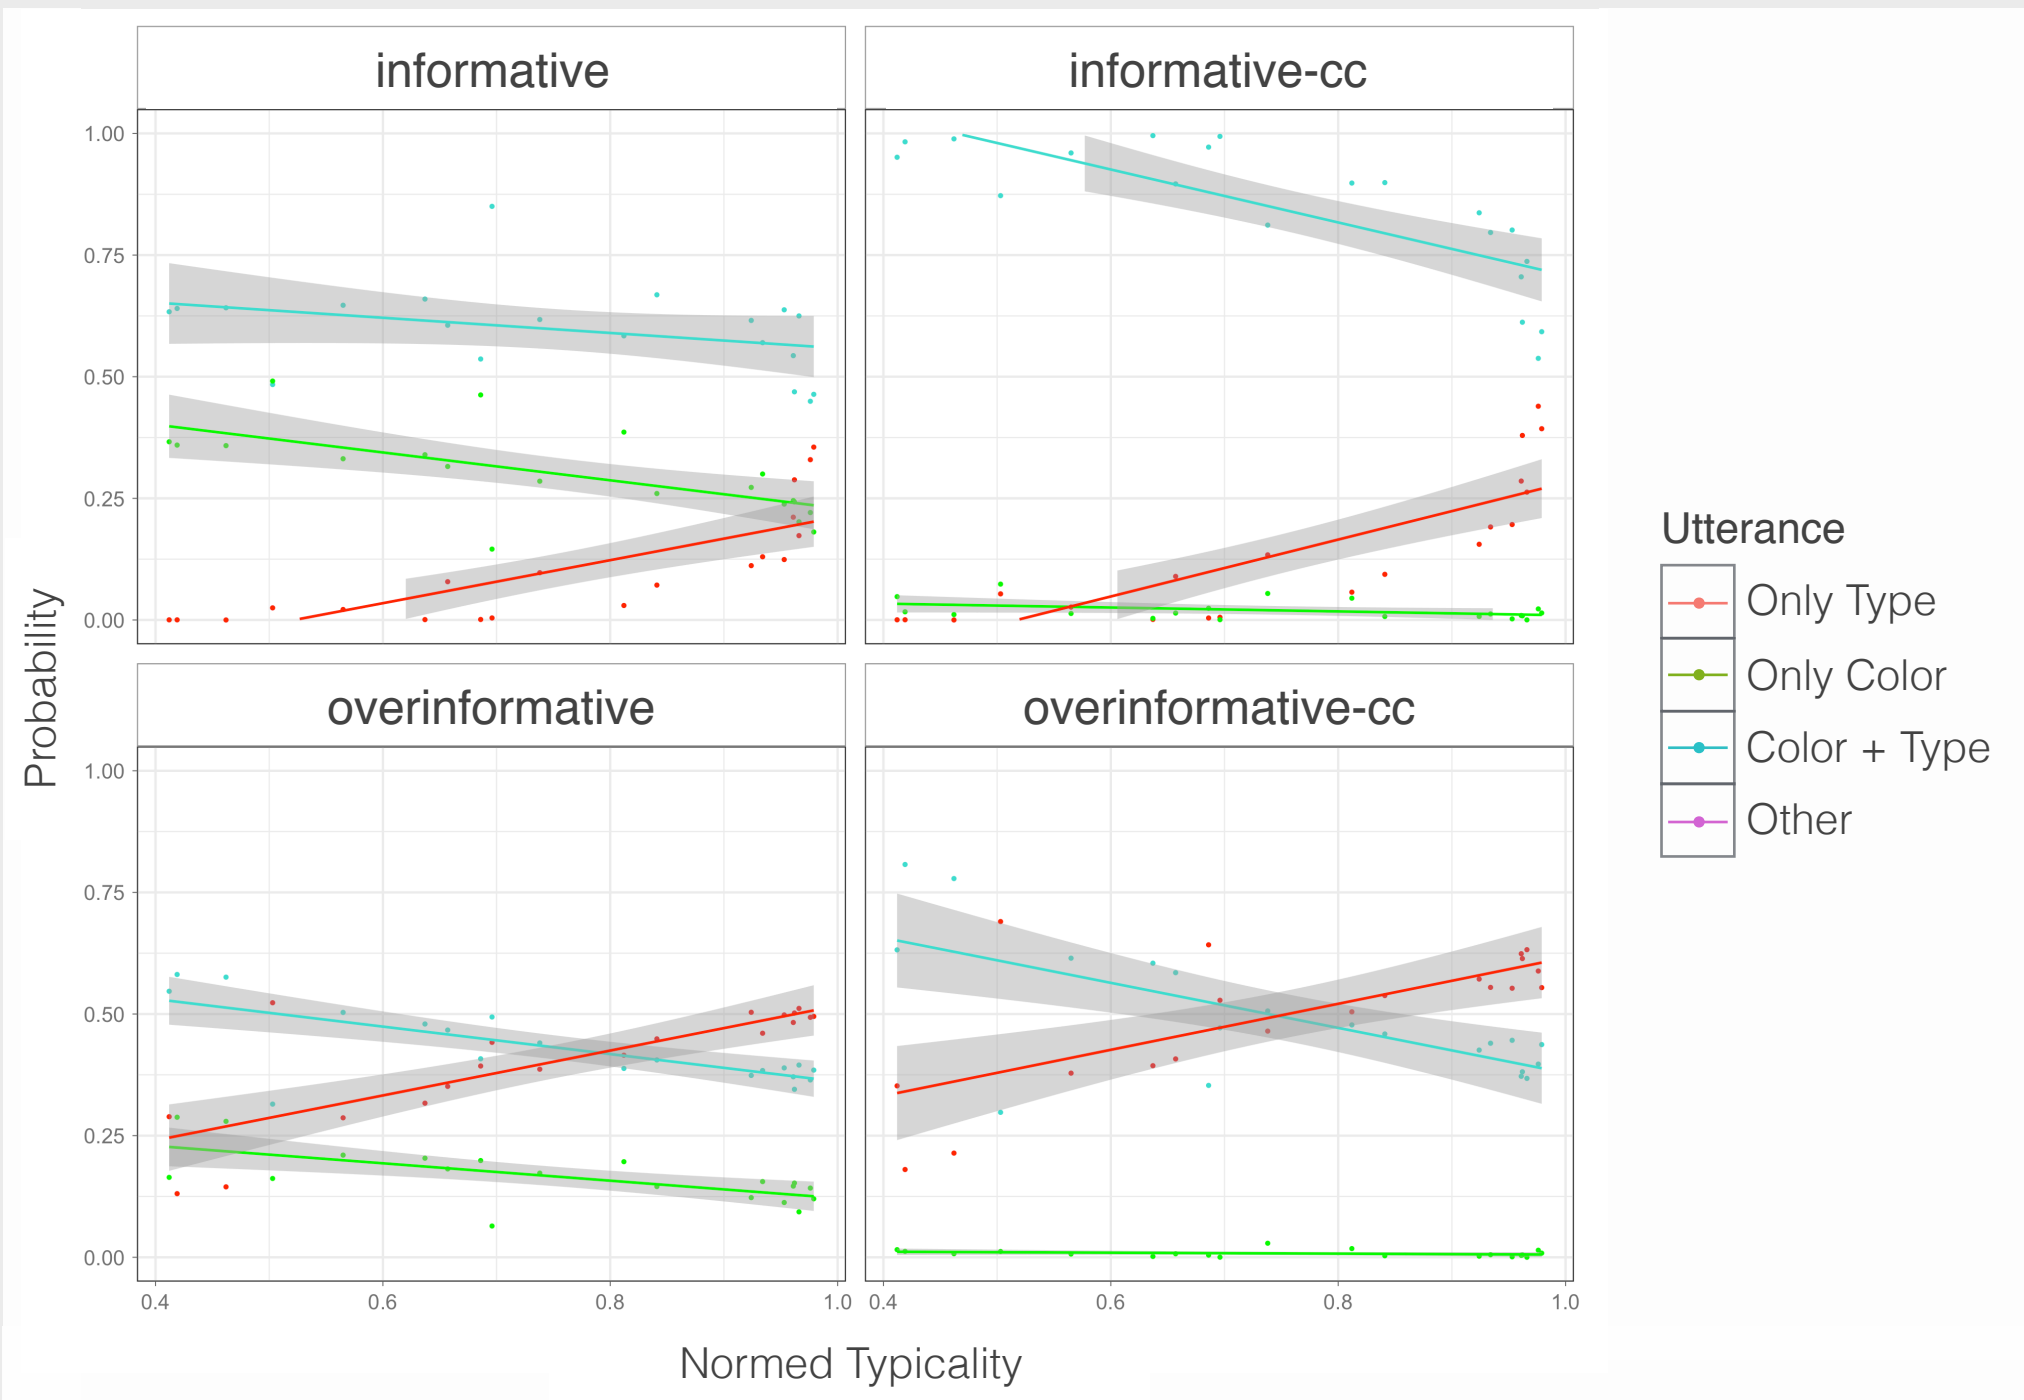 informative
informative-cc
1.00
0.75
0.50
0.25
0.00
overinformative
overinformative-cc
1.00
0.75
0.50
0.25
0.00
0.4 0.6 0.8 1.0 0.4 0.6 0.8 1.0
Normed Typicality
Probability
Utterance
Only Type
Only Color
Color + Type
Other